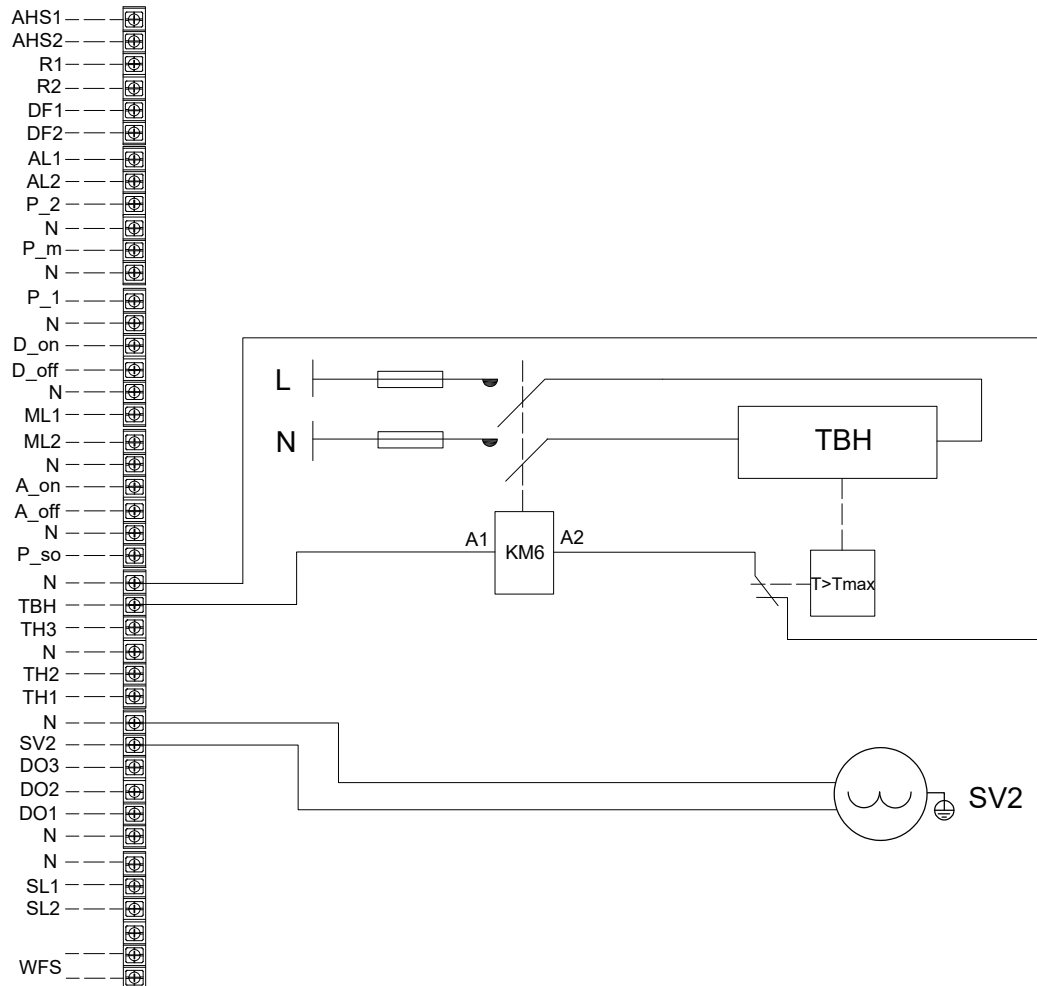 AHS1
AHS2
R1
R2
DF1
DF2
AL1
AL2
P_2
N
P_m
N
P_1
N
D_on
D_off
N
ML1
ML2
N
A_on
A_off
N
P_so
N
TBH
TH3
N
TH2
TH1
N
SV2
DO3
DO2
DO1
N
N
SL1
SL2
WFS
L
N
TBH
A1
KM6
A2
T>Tmax
SV2